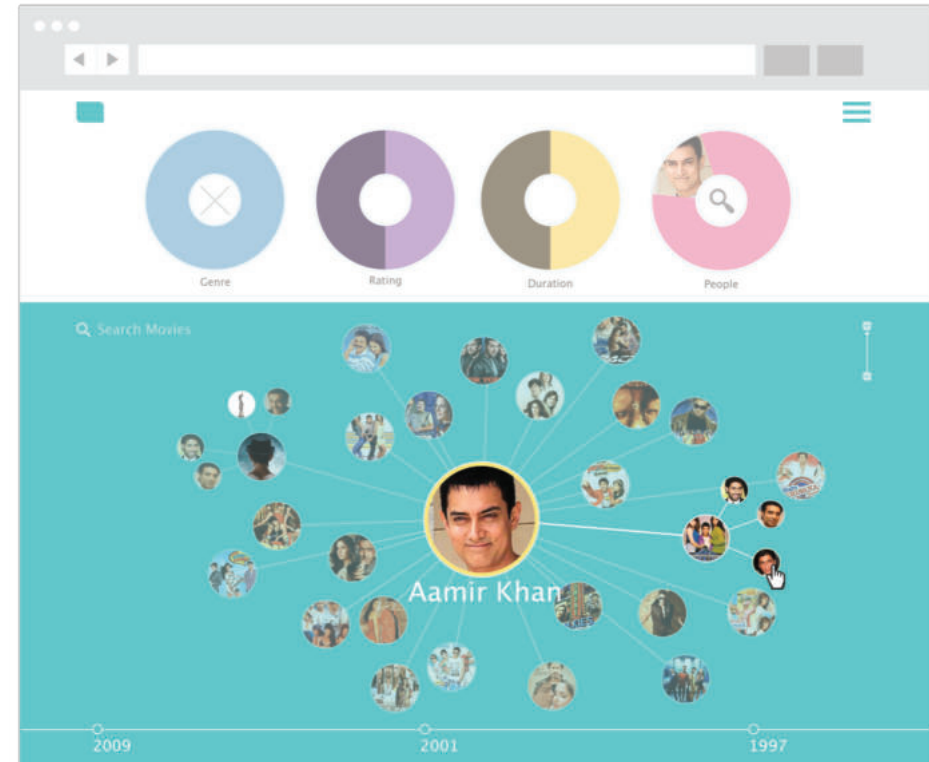 Genre
Rating
Duration
People
Search Movies
Aamir Khan
2009
2001
1997